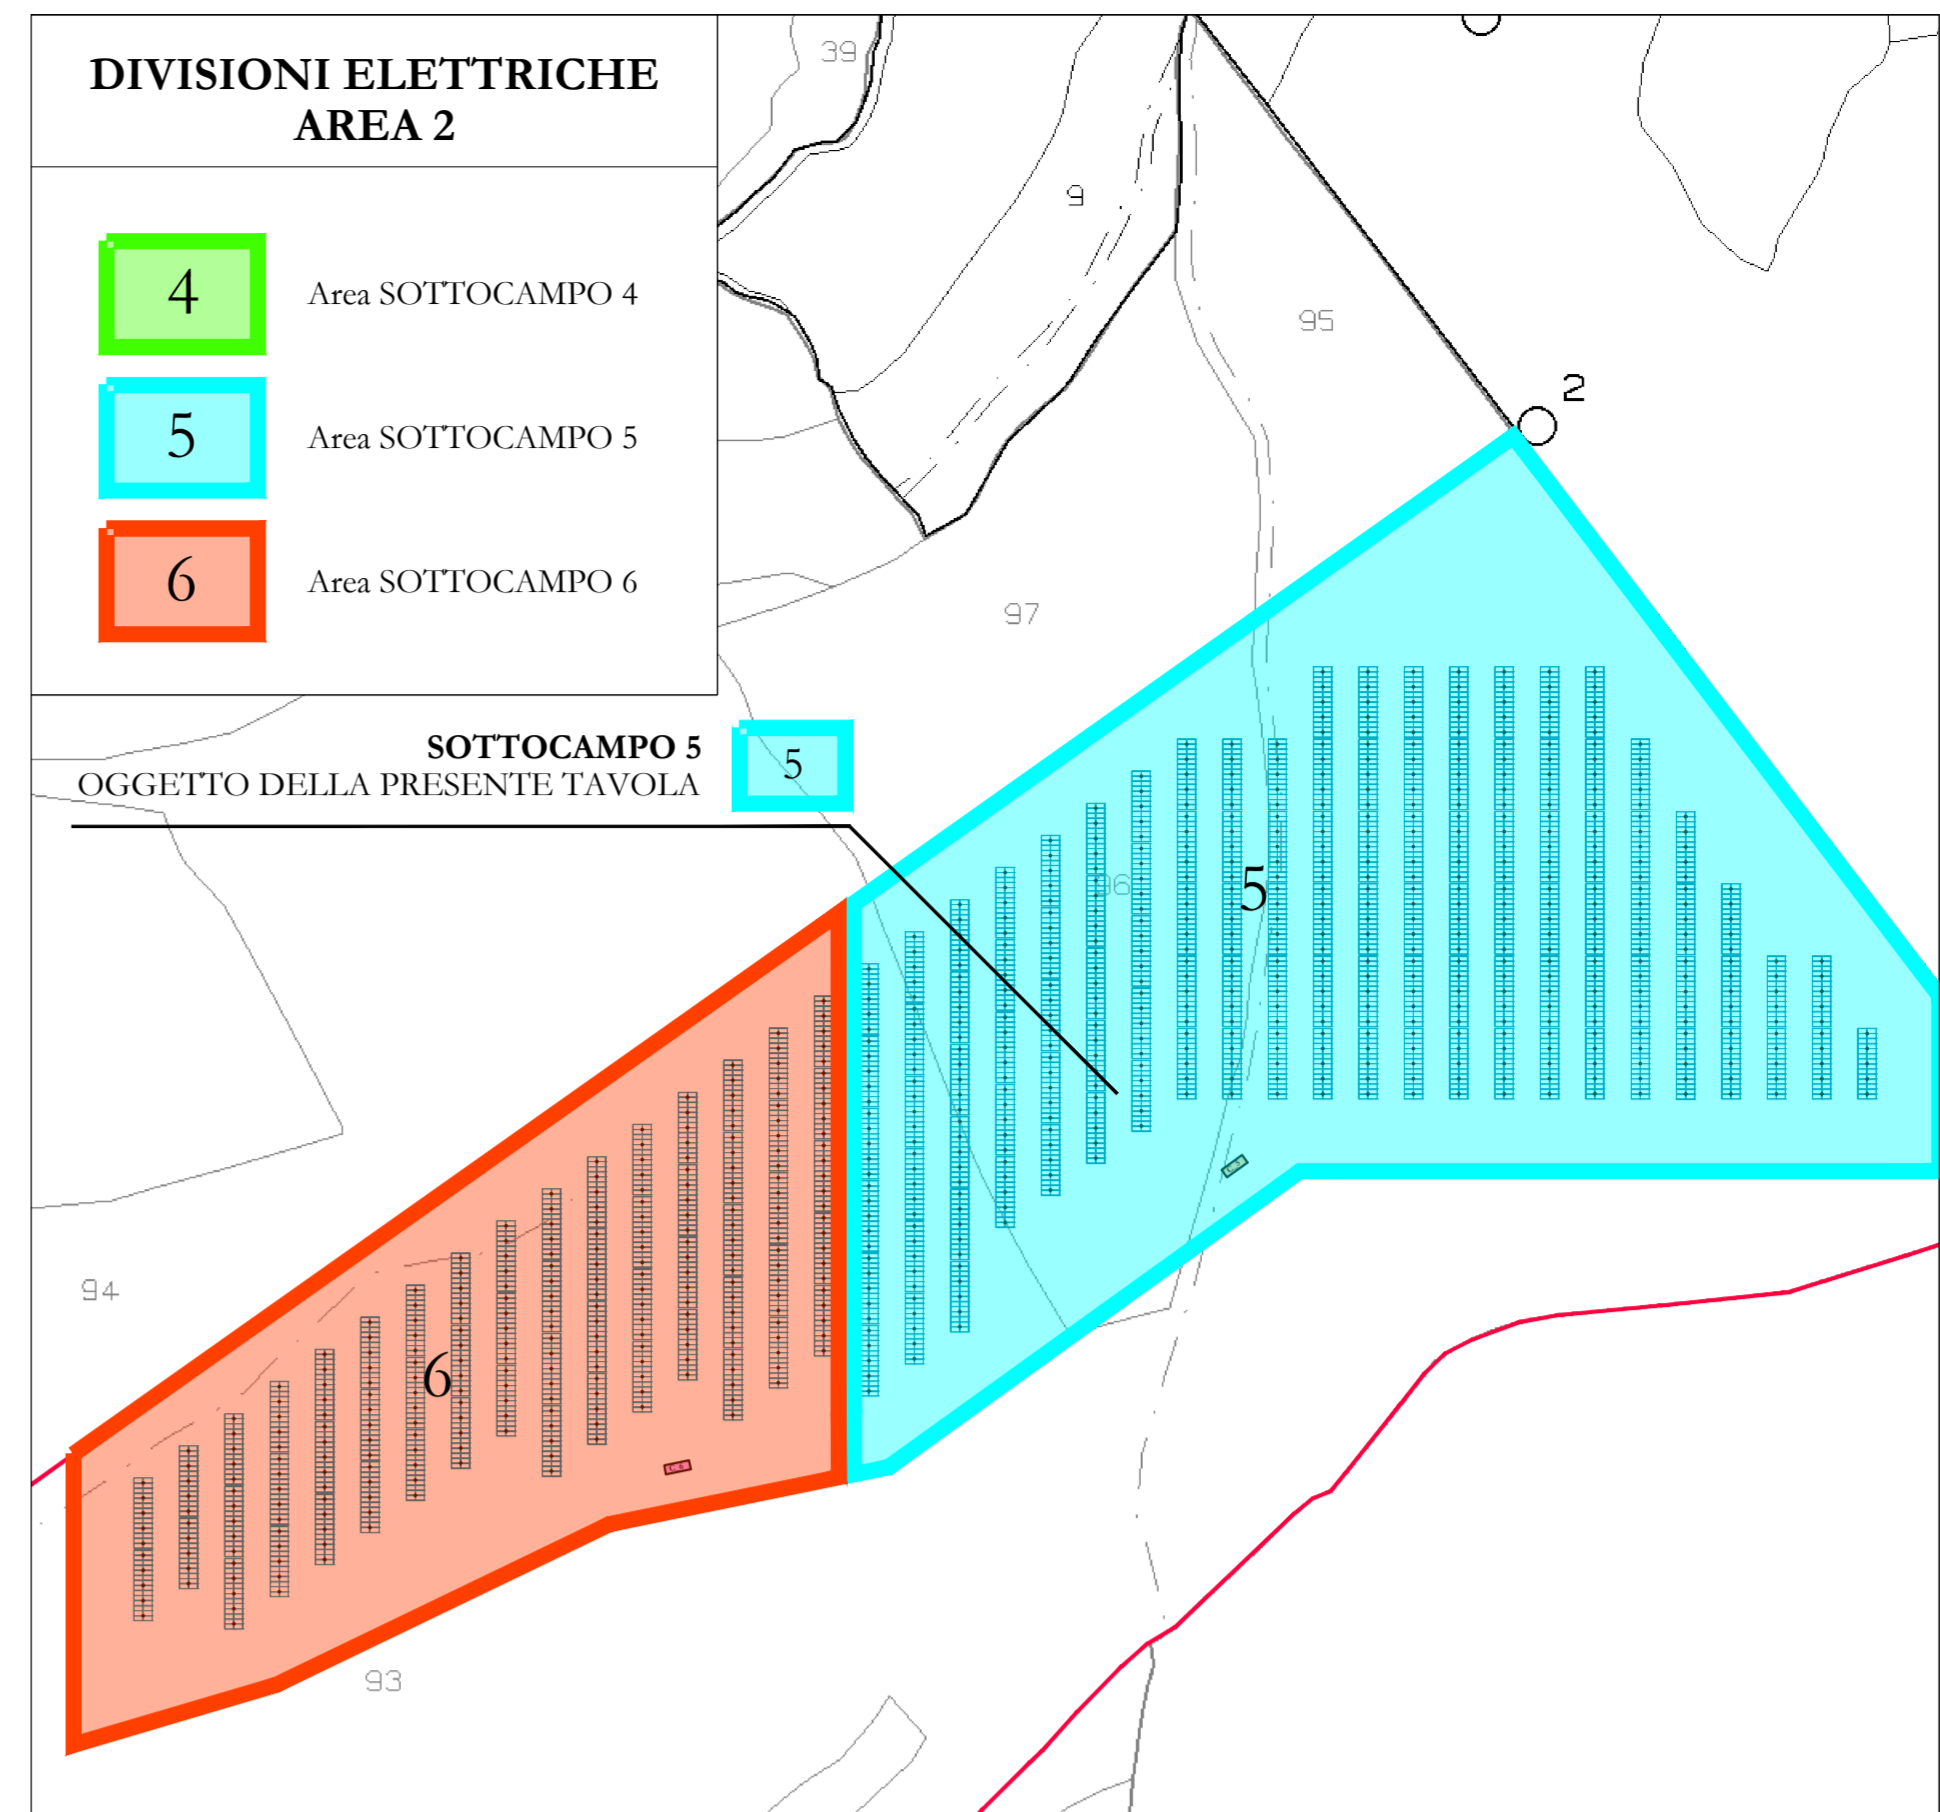 DIVISIONI ELETTRICHE
AREA 2
4
Area SOTTOCAMPO 4
5
Area SOTTOCAMPO 5
6
Area SOTTOCAMPO 6
39
9
95
2
97
SOTTOCAMPO 5
OGGETTO DELLA PRESENTE TAVOLA
5
96
5
94
6
93